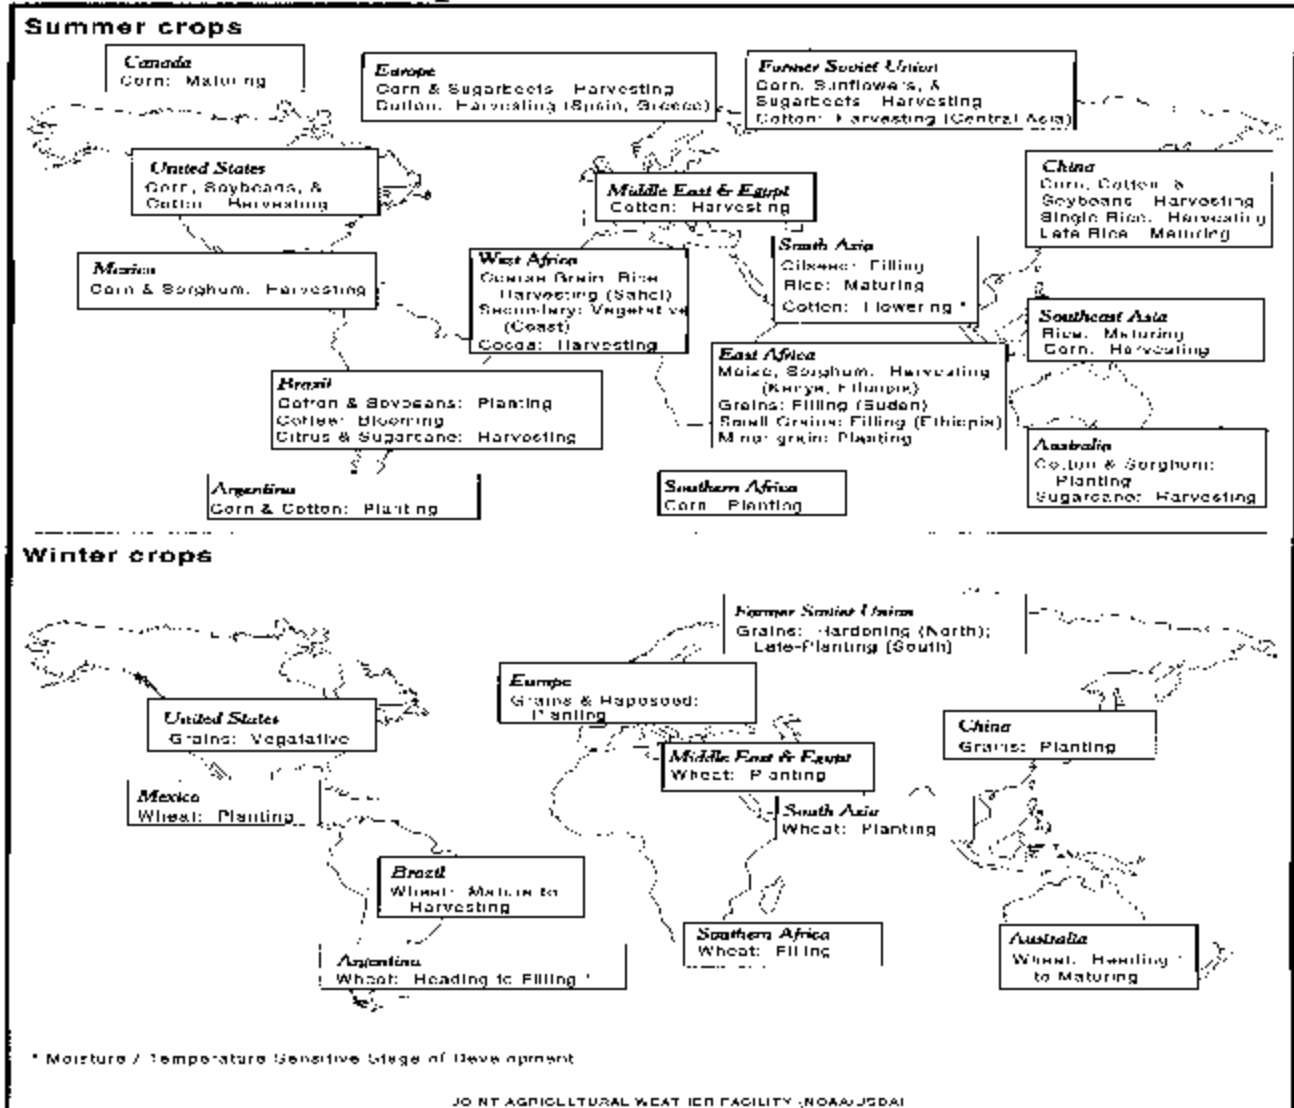 Summer crops
Canada
Corn: Maturing
Europe
Corn & Sugarbeets: Harvesting
Cotton: Harvesting (Spain, Greece)
Former Soviet Union
Corn, Sunflowers, &
Sugarbeets: Harvesting
Cotton: Harvesting (Central Asia)
United States
Corn, Soybeans, &
Cotton: Harvesting
Middle East & Egypt
Cotton: Harvesting
China
Corn, Cotton &
Soybeans: Harvesting
Single Rice: Harvesting
Late Rice: Maturing
Mexico
Corn & Sorghum: Harvesting
West Africa
Coarse Grain, Rice
Harvesting (Sahel)
Secondary: Vegetative
(Coast)
Cocoa: Harvesting
South Asia
Oilseed: Filling
Rice: Maturing
Cotton: Flowering *
Southeast Asia
Rice: Maturing
Corn: Harvesting
Brazil
Cotton & Soybeans: Planting
Coffee: Blooming
Citrus & Sugarcane: Harvesting
East Africa
Maize, Sorghum: Harvesting
(Kenya, Ethiopia)
Grains: Filling (Sudan)
Small Grains: Filling (Ethiopia)
Minor grain: Planting
Australia
Cotton & Sorghum:
Planting
Sugarcane: Harvesting
Argentina
Corn & Cotton: Planting
Southern Africa
Corn: Planting
Winter crops
Former Soviet Union
Grains: Hardening (North);
Late-Planting (South)
Europe
Grains & Rapeseed:
Planting
United States
Grains: Vegatative
China
Grains: Planting
Middle East & Egypt
Wheat: Planting
Mexico
Wheat: Planting
South Asia
Wheat: Planting
Brazil
Wheat: Mature to
Harvesting
Southern Africa
Wheat: Filling
Australia
Wheat: Heading *
to Maturing
Argentina
Wheat: Heading to Filling *
* Moisture / Temperature Sensitive Stage of Development
JOINT AGRICULTURAL WEATHER FACILITY (NOAA/USDA)